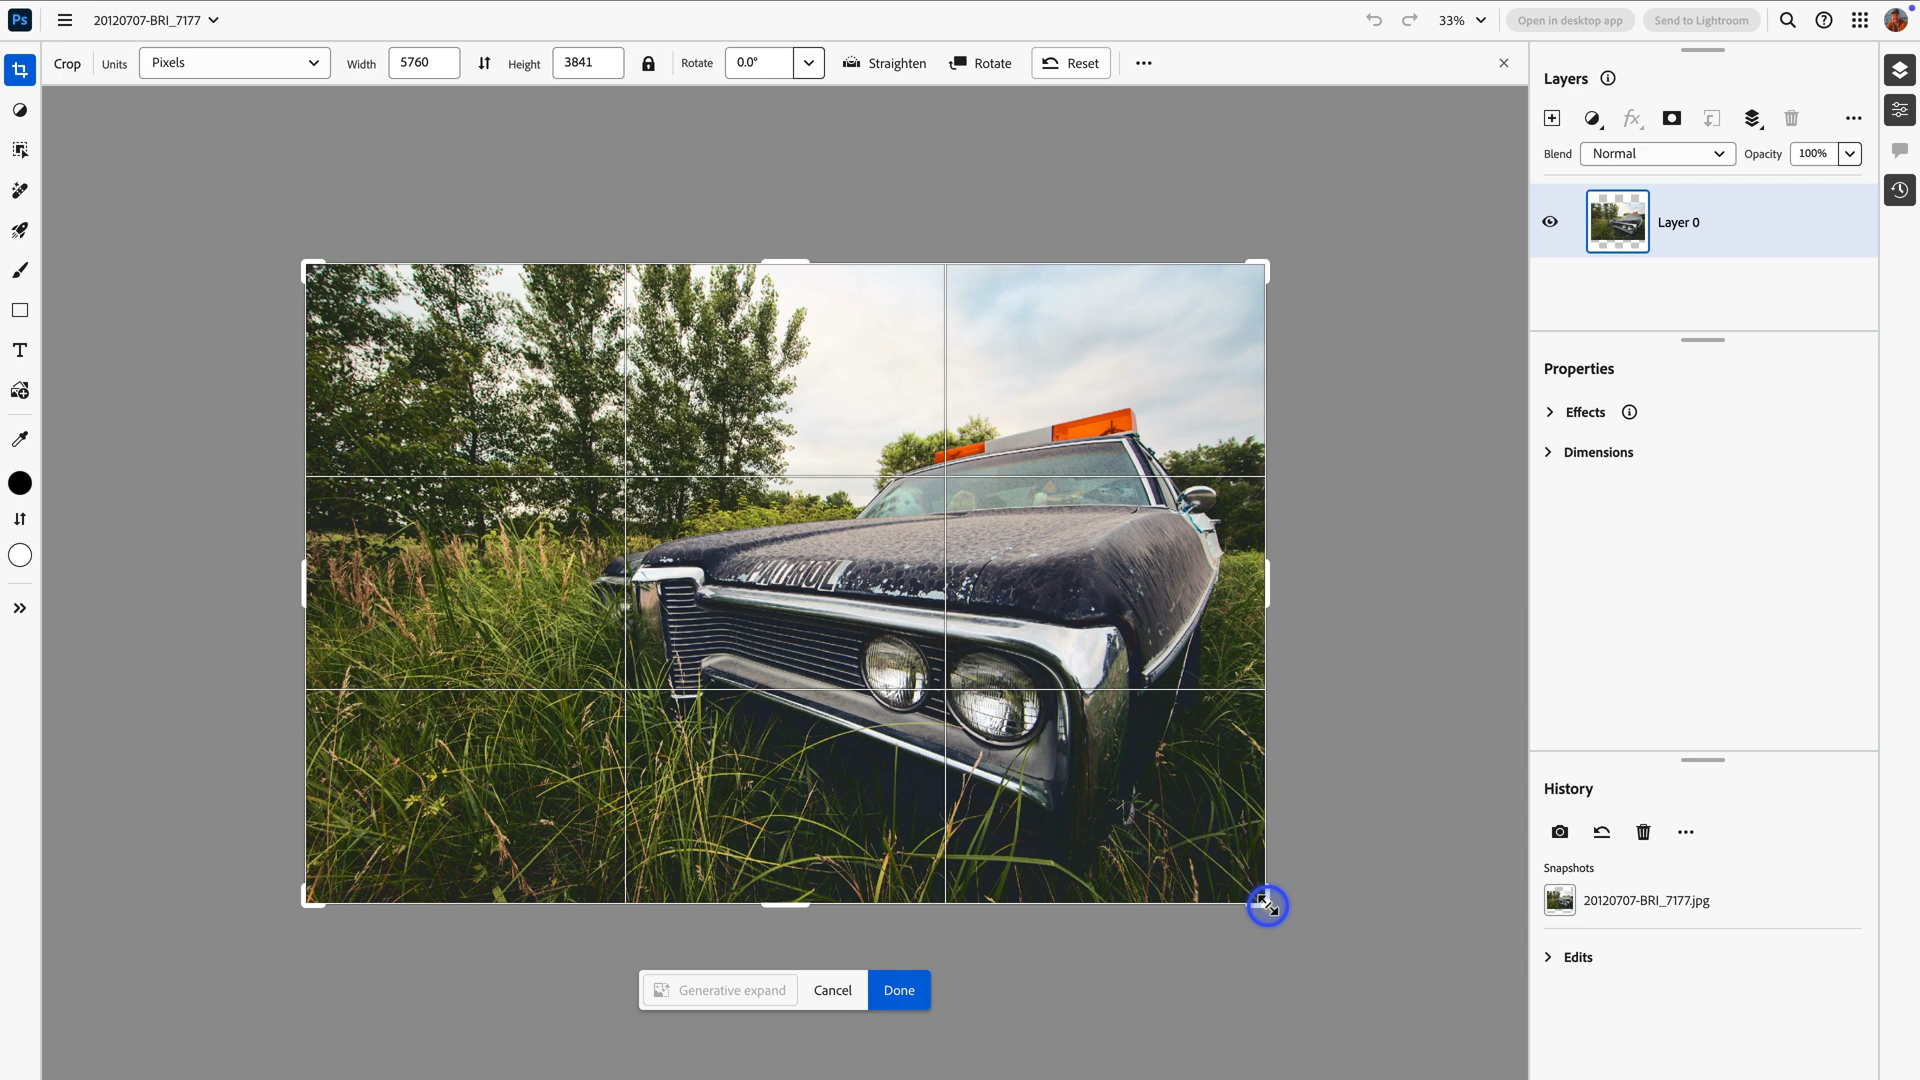 Ps
20120707-BRI_7177
33%
Open in desktop app
Send to Lightroom
Crop
Units
Pixels
Width
5760
Height
3841
Rotate
0.0°
Straighten
Rotate
Reset
Layers
fx
Blend
Normal
Opacity
100%
Layer 0
Properties
Effects
Dimensions
PATROL
History
Snapshots
20120707-BRI_7177.jpg
Edits
Generative expand
Cancel
Done